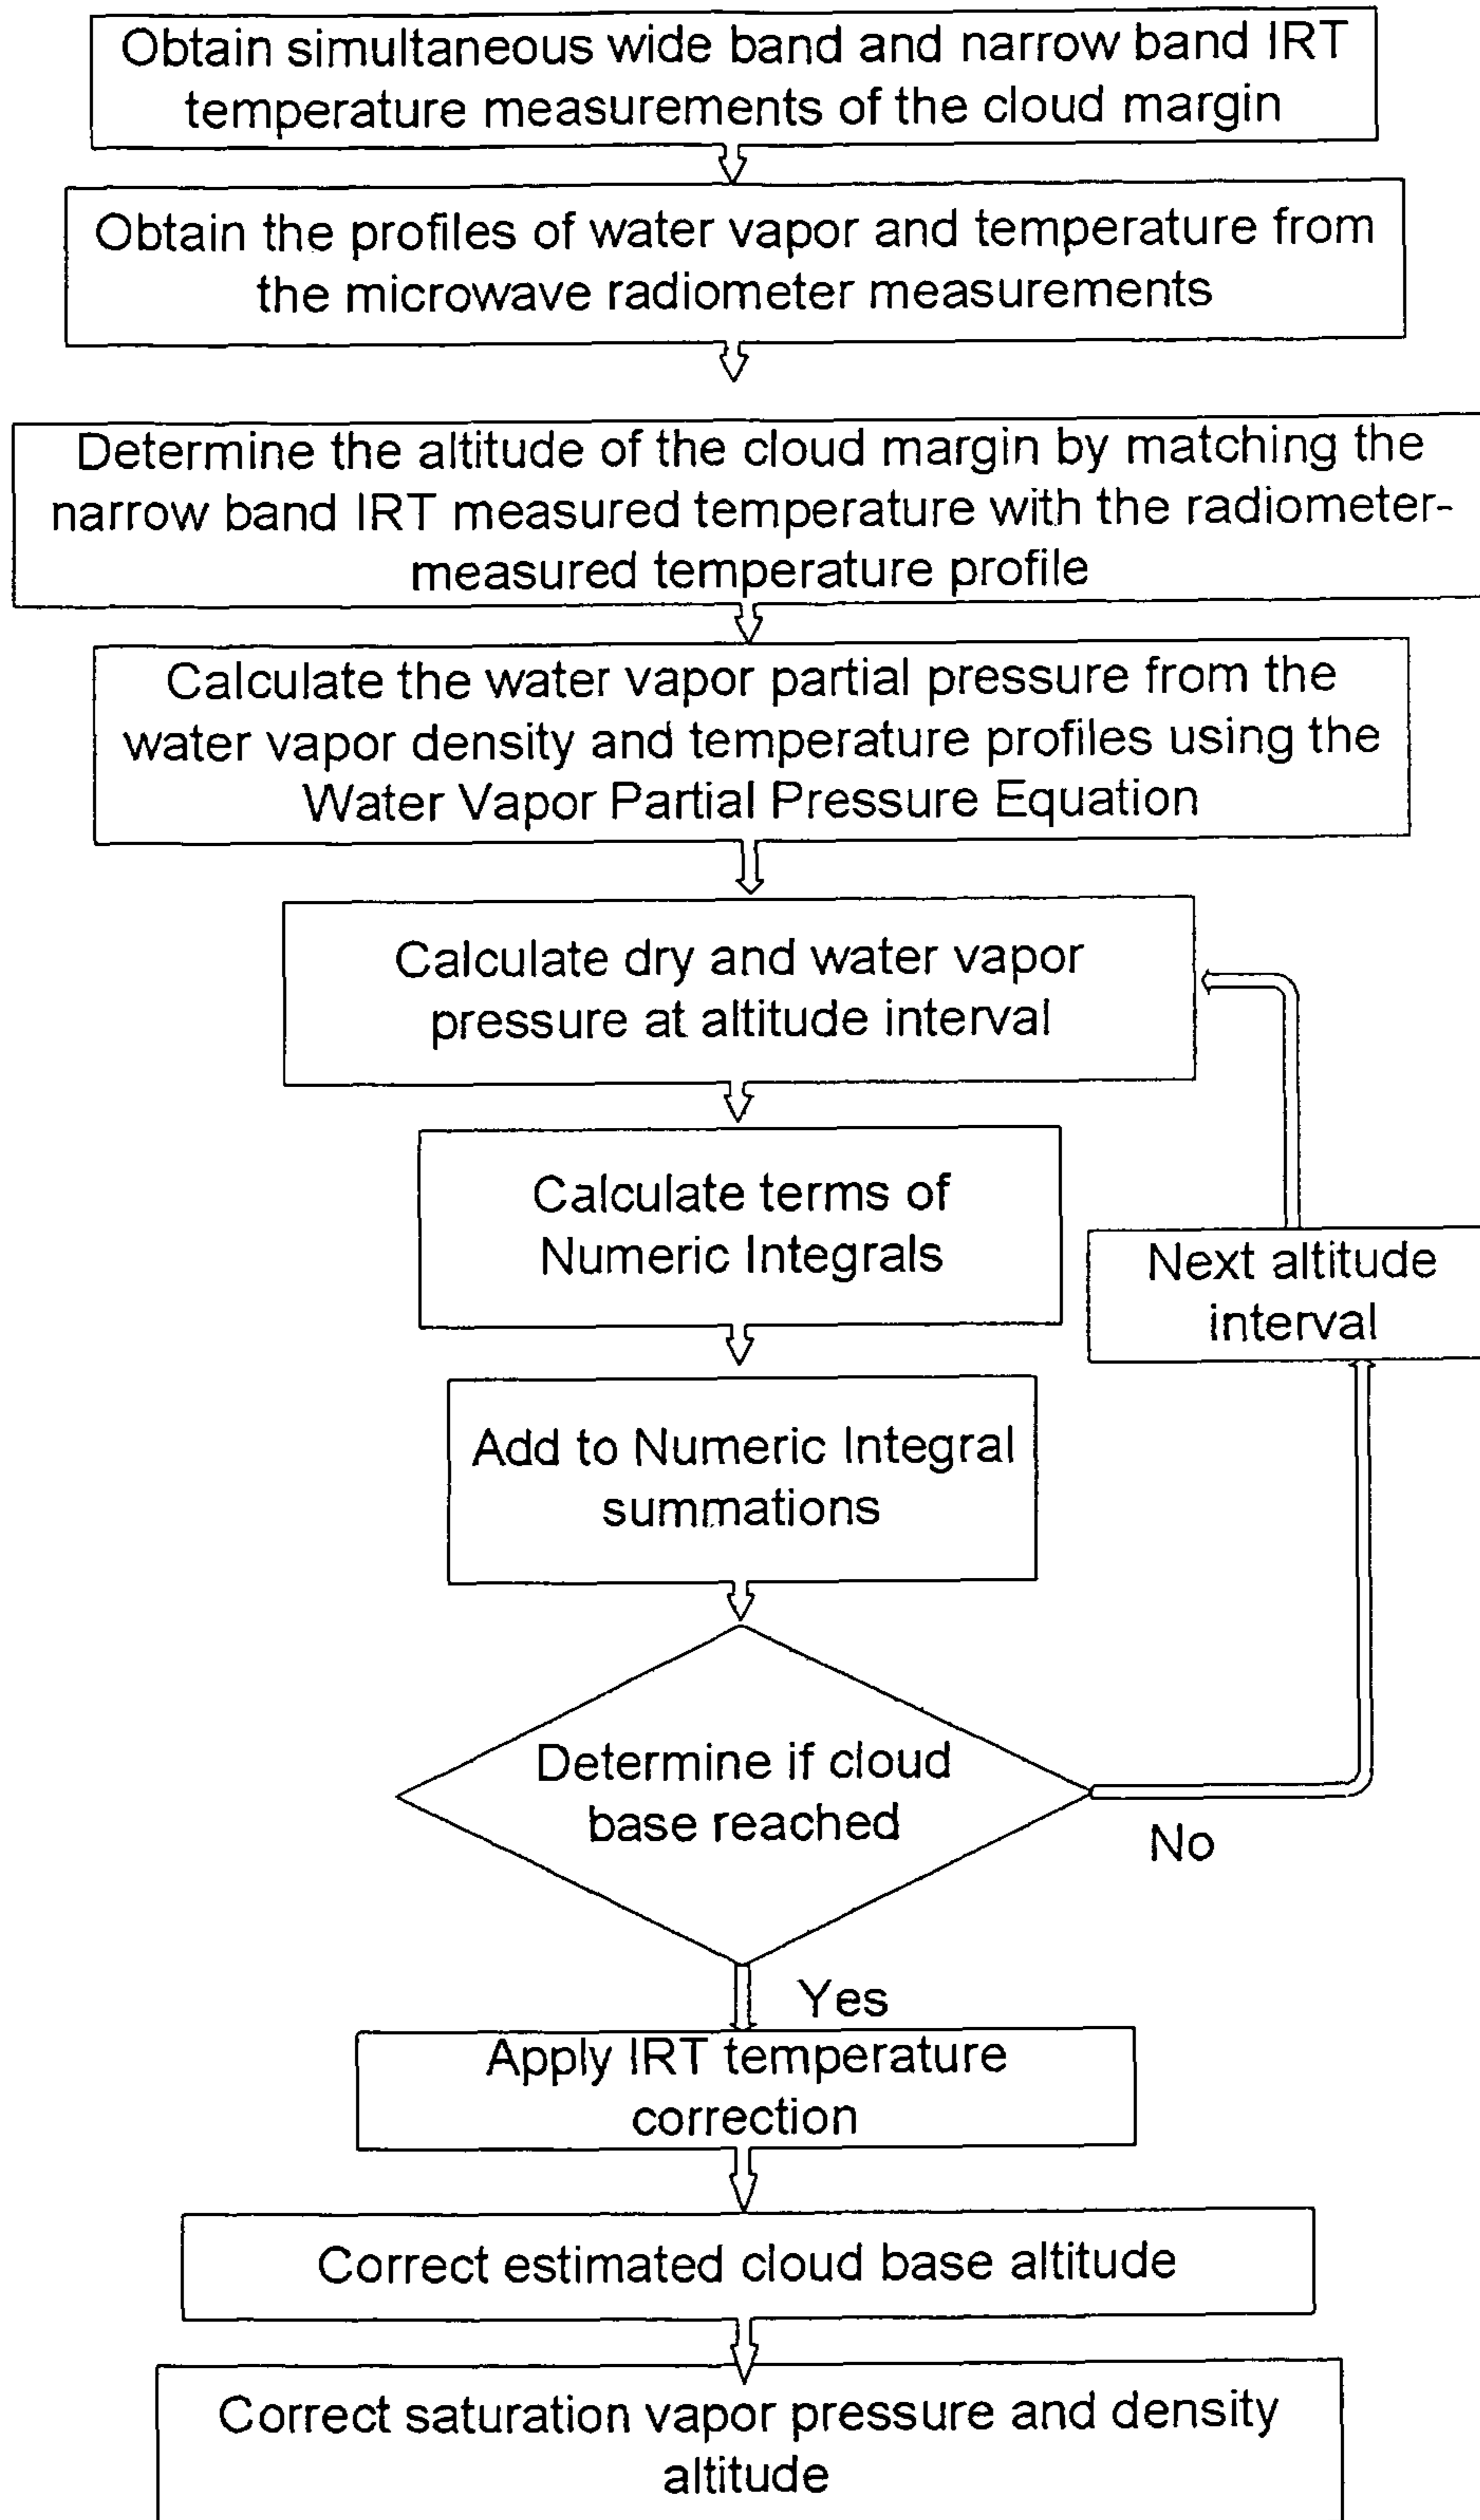 Obtain simultaneous wide band and narrow band IRT
temperature measurements of the cloud margin
Obtain the profiles of water vapor and temperature from
the microwave radiometer measurements
Determine the altitude of the cloud margin by matching the
narrow band IRT measured temperature with the radiometer-
measured temperature profile
Calculate the water vapor partial pressure from the
water vapor density and temperature profiles using the
Water Vapor Partial Pressure Equation
Calculate dry and water vapor
pressure at altitude interval
Calculate terms of
Numeric Integrals
Next altitude
interval
Add to Numeric Integral
summations
Determine if cloud
base reached
No
Yes
Apply IRT temperature
correction
Correct estimated cloud base altitude
Correct saturation vapor pressure and density
altitude